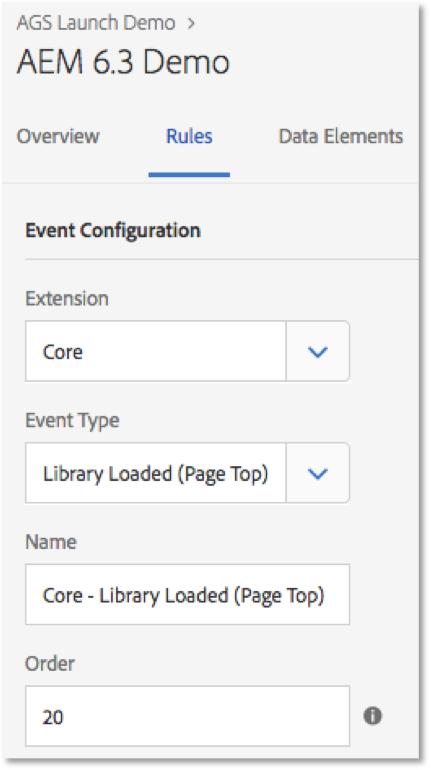 AGS Launch Demo >
AEM 6.3 Demo
Overview Rules Data Elements
Event Configuration
Extension
Core
Event Type
Library Loaded (Page Top)
Name
Core - Library Loaded (Page Top)
Order
20